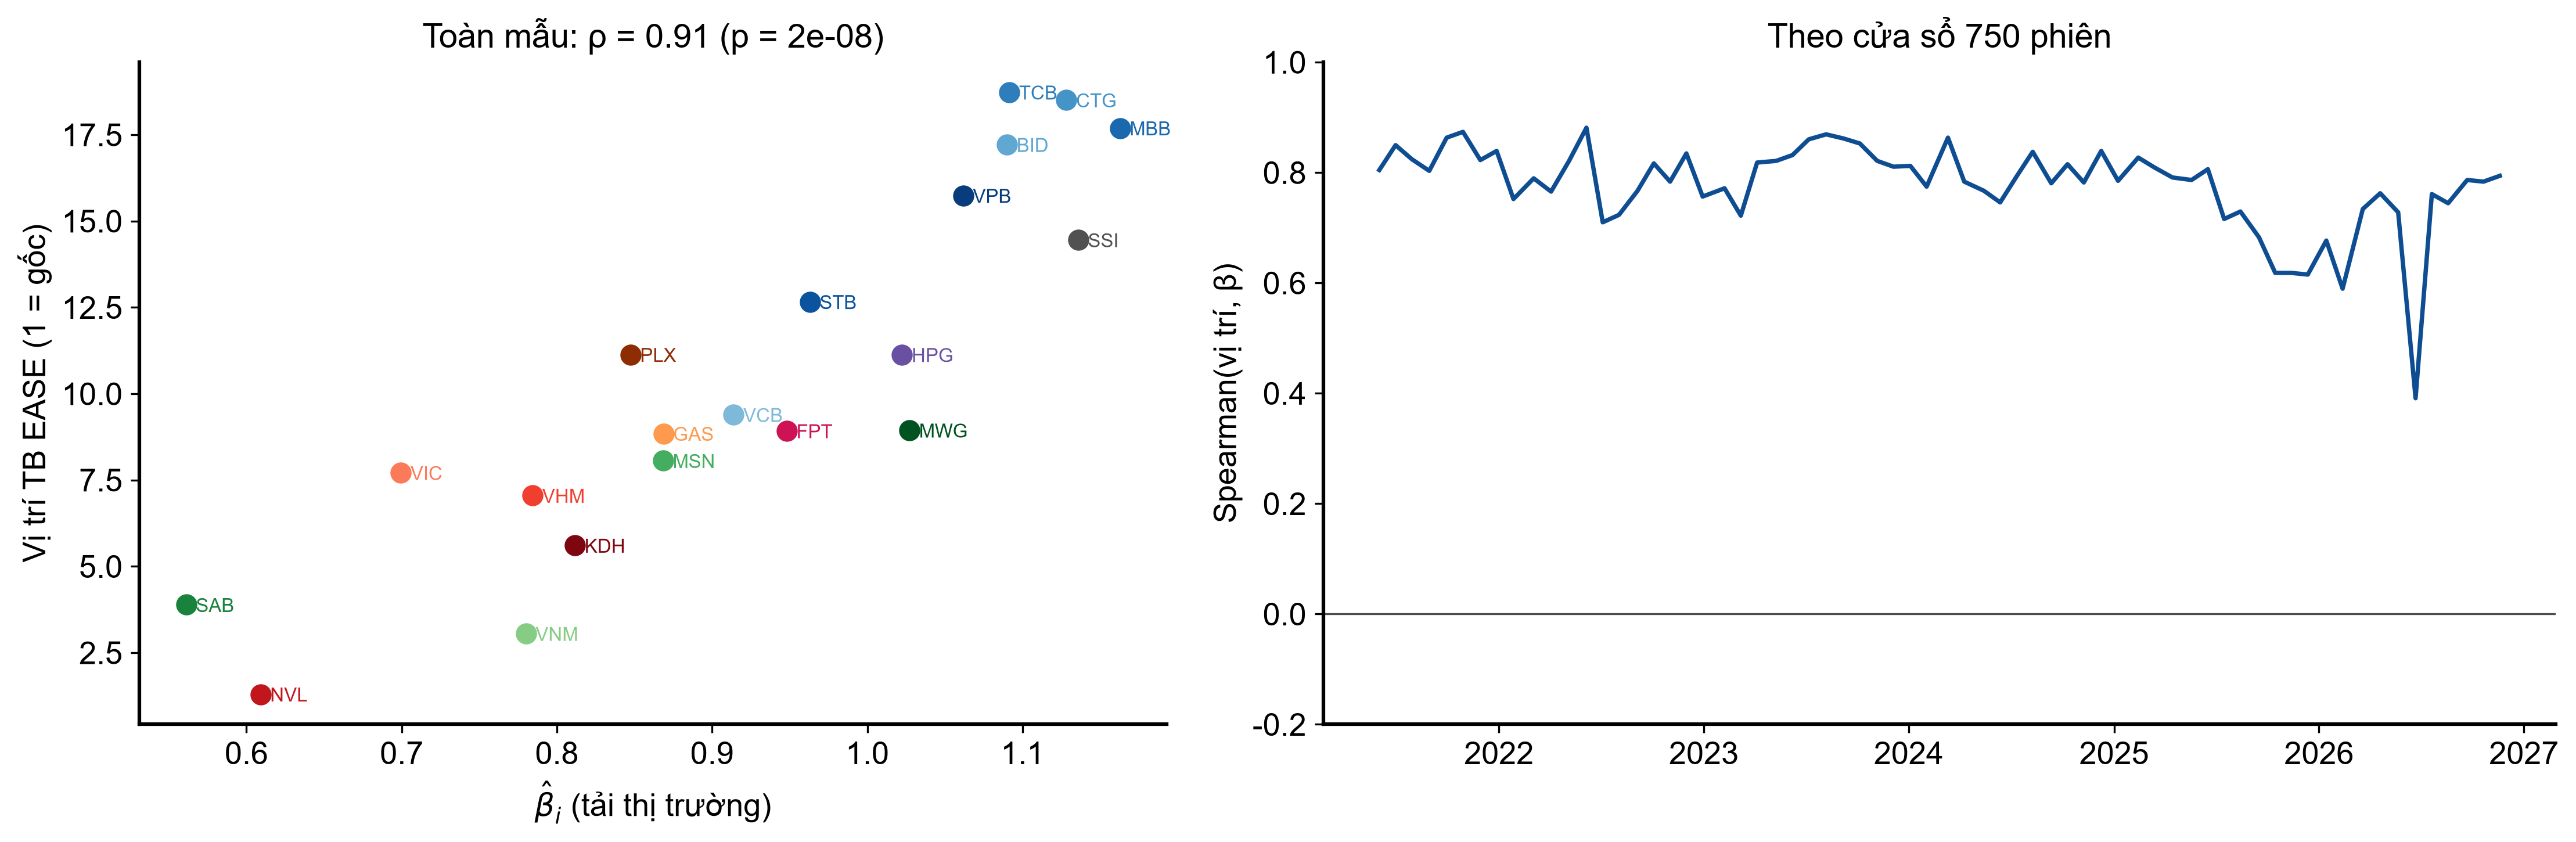 Toàn mẫu: ρ = 0.91 (p = 2e-08)
Vị trí TB EASE (1 = gốc)
17.5
15.0
12.5
10.0
7.5
5.0
2.5
TCB
CTG
MBB
BID
VPB
SSI
STB
PLX
HPG
VCB
GAS
FPT
MWG
MSN
VIC
VHM
KDH
SAB
VNM
NVL
0.6 0.7 0.8 0.9 1.0 1.1
β̂ᵢ (tải thị trường)
Theo cửa sổ 750 phiên
Spearman(vị trí, β)
1.0
0.8
0.6
0.4
0.2
0.0
-0.2
2022 2023 2024 2025 2026 2027